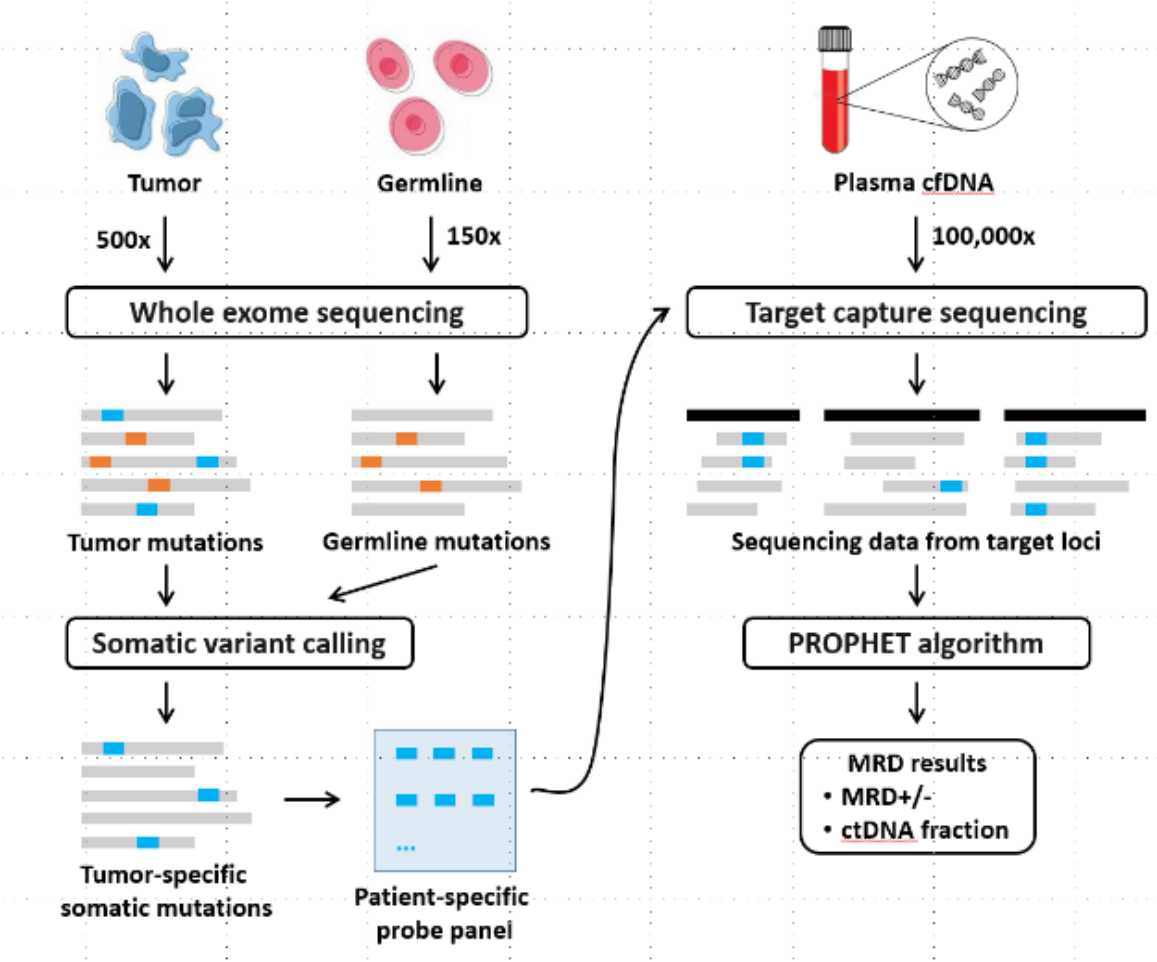 Tumor
Germline
Plasma cfDNA
500x
150x
100,000x
Whole exome sequencing
Target capture sequencing
Tumor mutations
Germline mutations
Sequencing data from target loci
Somatic variant calling
PROPHET algorithm
MRD results
• MRD+/-
• ctDNA fraction
...
Tumor-specific
somatic mutations
Patient-specific
probe panel